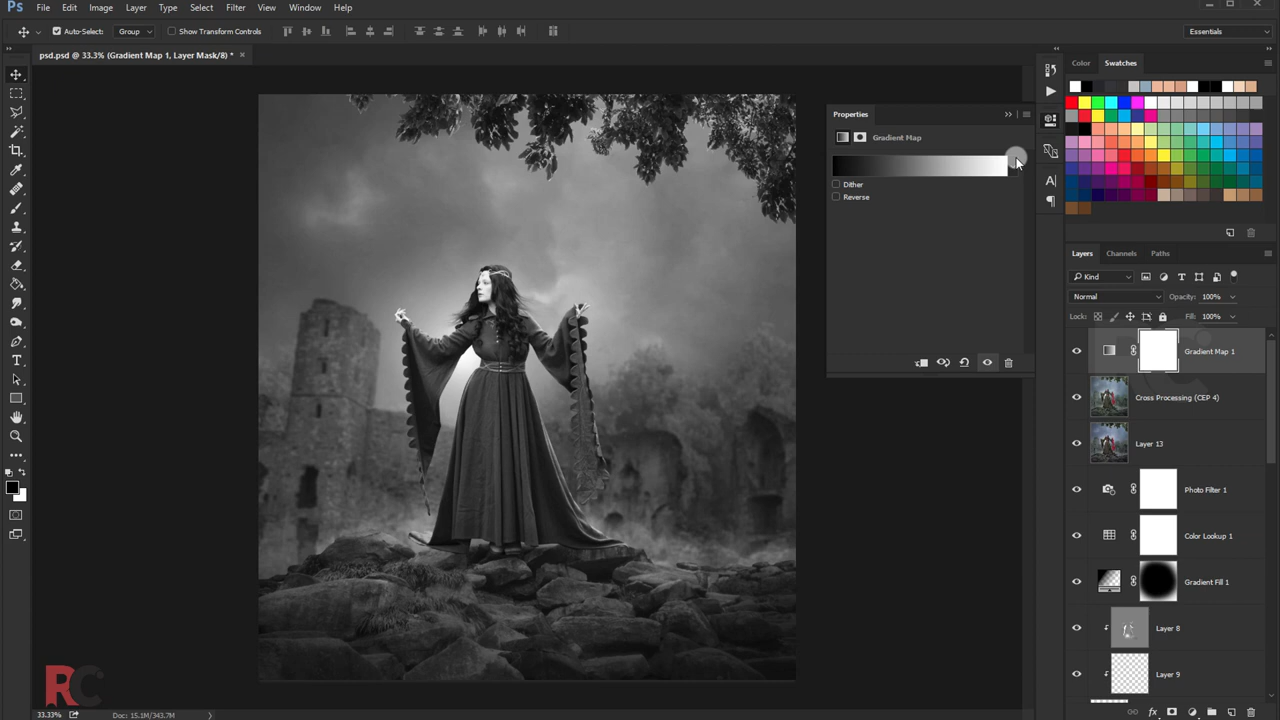 Ps File Edit Image Layer Type Select Filter View Window Help
Auto-Select: Group Show Transform Controls Essentials
psd.psd @ 33.3% (Gradient Map 1, Layer Mask/8) * ×
Color Swatches
Properties
Gradient Map
Dither
Reverse
Layers Channels Paths
Kind
Normal Opacity: 100%
Lock: Fill: 100%
Gradient Map 1
Cross Processing (CEP 4)
Layer 13
Photo Filter 1
Color Lookup 1
Gradient Fill 1
Layer 8
Layer 9
RC
33.33% Doc: 15.1M/343.7M
fx